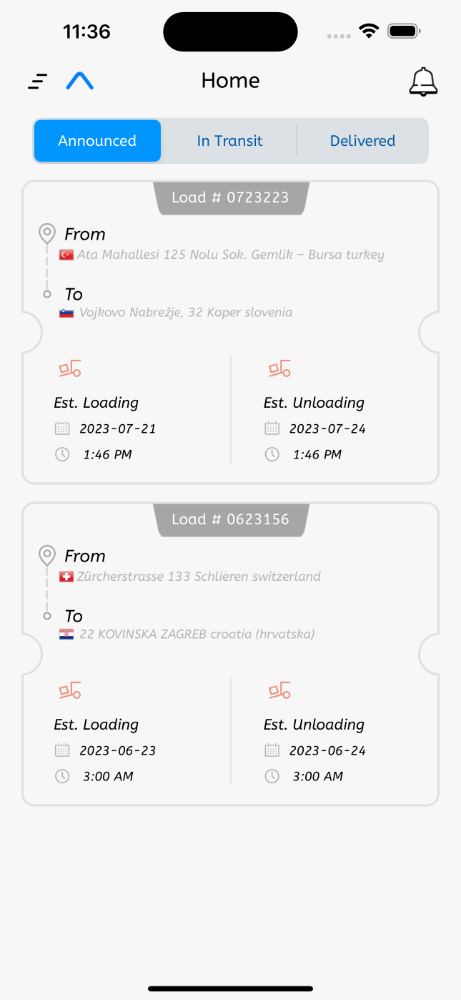 11:36
Home
Announced
In Transit
Delivered
Load # 0723223
From
Ata Mahallesi 125 Nolu Sok. Gemlik – Bursa turkey
To
Vojkovo Nabrežje, 32 Koper slovenia
Est. Loading
2023-07-21
1:46 PM
Est. Unloading
2023-07-24
1:46 PM
Load # 0623156
From
Zürcherstrasse 133 Schlieren switzerland
To
22 KOVINSKA ZAGREB croatia (hrvatska)
Est. Loading
2023-06-23
3:00 AM
Est. Unloading
2023-06-24
3:00 AM